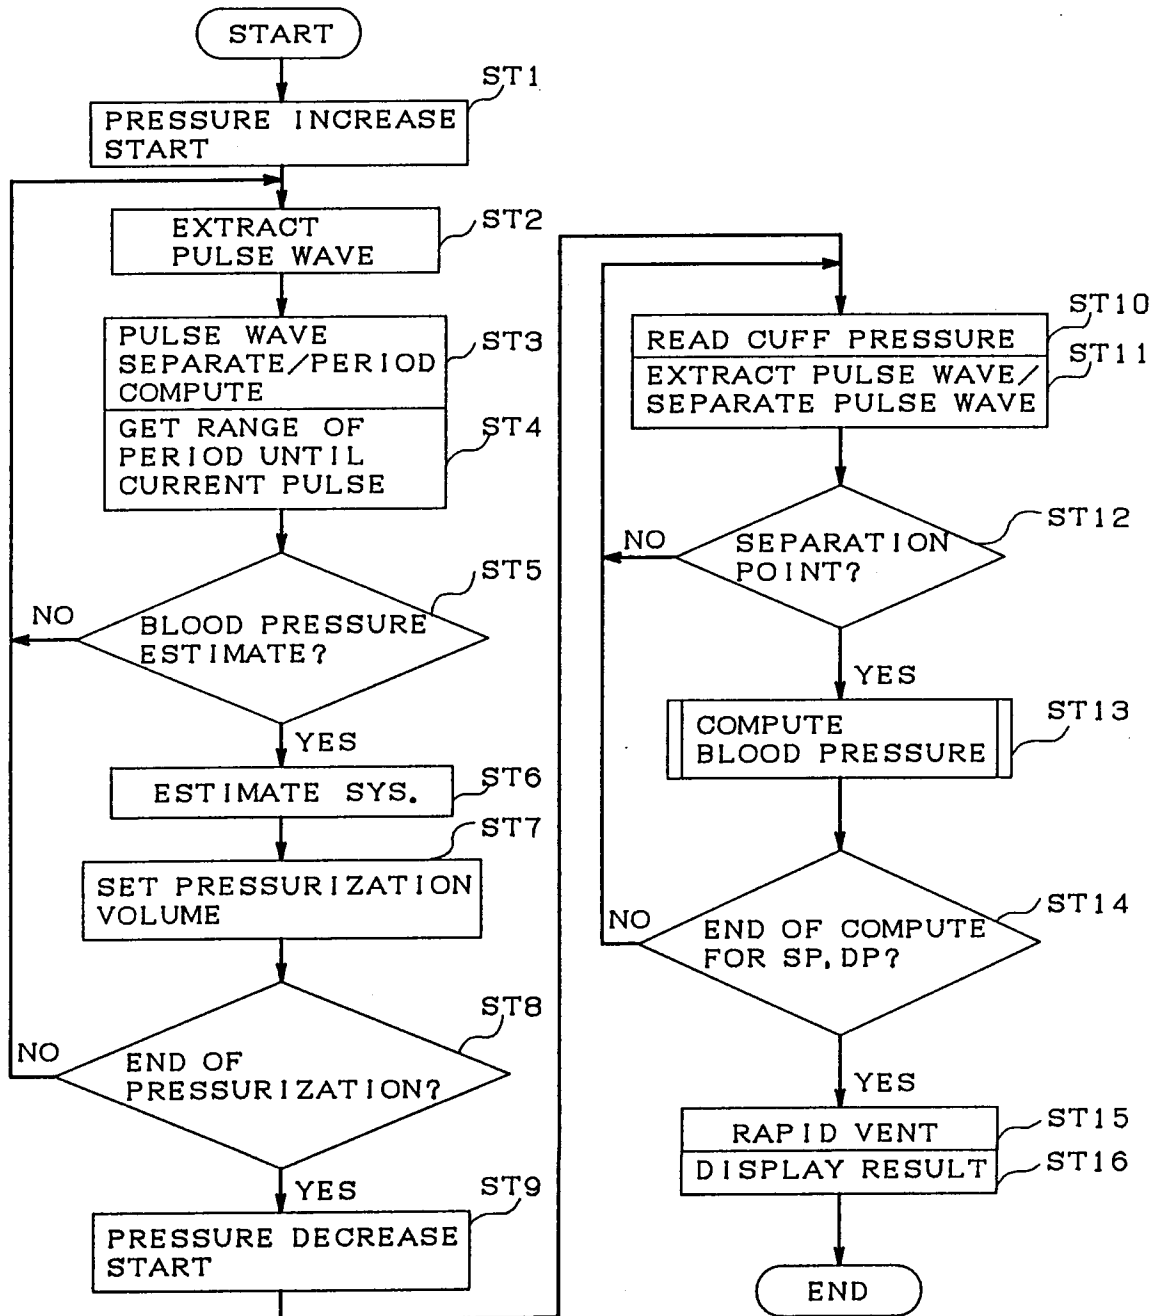 START
ST1
PRESSURE INCREASE
START
ST2
EXTRACT
PULSE WAVE
PULSE WAVE
SEPARATE/PERIOD
COMPUTE
ST3
GET RANGE OF
PERIOD UNTIL
CURRENT PULSE
ST4
ST5
NO
BLOOD PRESSURE
ESTIMATE?
YES
ESTIMATE SYS.
ST6
ST7
SET PRESSURIZATION
VOLUME
ST8
NO
END OF
PRESSURIZATION?
YES
ST9
PRESSURE DECREASE
START
ST10
READ CUFF PRESSURE
ST11
EXTRACT PULSE WAVE/
SEPARATE PULSE WAVE
ST12
NO
SEPARATION
POINT?
YES
ST13
COMPUTE
BLOOD PRESSURE
ST14
NO
END OF COMPUTE
FOR SP, DP?
YES
ST15
RAPID VENT
DISPLAY RESULT
ST16
END